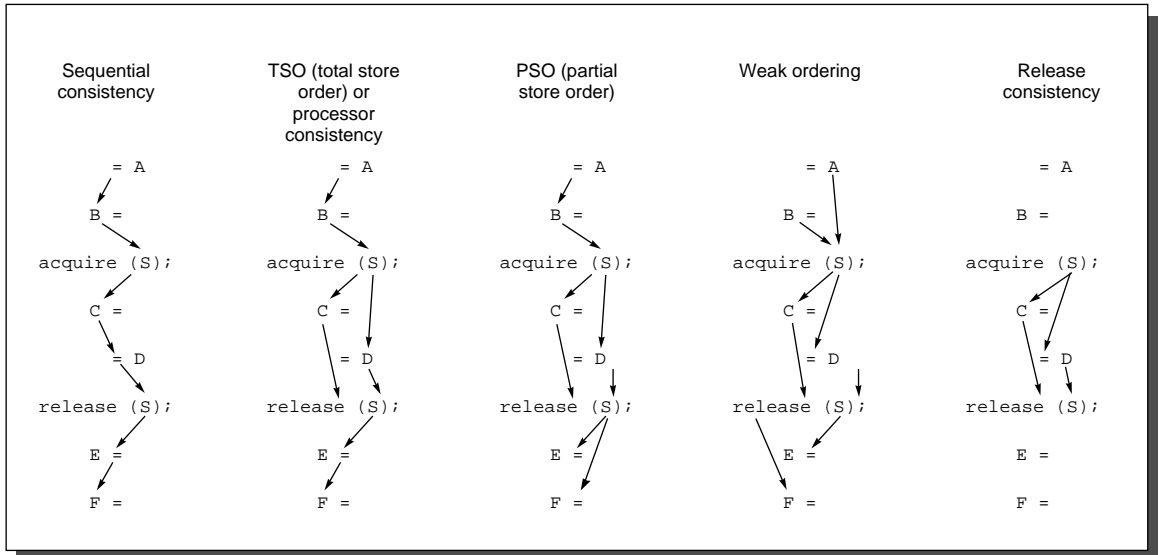 Sequential
consistency
= A
B =
acquire (S);
C =
= D
release (S);
E =
F =
TSO (total store
order) or
processor
consistency
= A
B =
acquire (S);
C =
= D
release (S);
E =
F =
PSO (partial
store order)
= A
B =
acquire (S);
C =
= D
release (S);
E =
F =
Weak ordering
= A
B =
acquire (S);
C =
= D
release (S);
E =
F =
Release
consistency
= A
B =
acquire (S);
C =
= D
release (S);
E =
F =